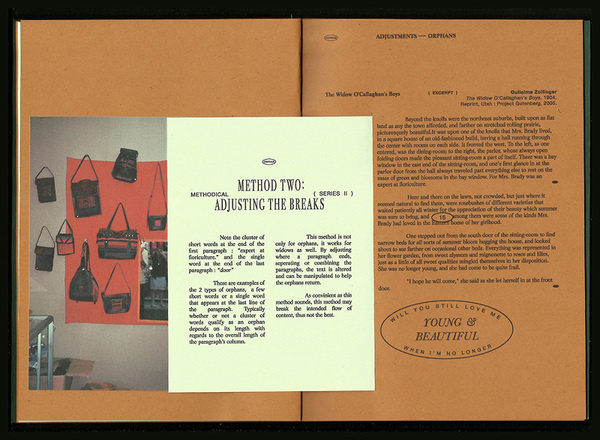 METHOD TWO:
METHODICAL ( SERIES II )
ADJUSTING THE BREAKS
Note the cluster of
short words at the end of the
first paragraph : "expert at
floriculture." and the single
word at the end of the last
paragraph : "door"
These are examples of
the 2 types of orphans, a few
short words or a single word
that appears at the last line
of the paragraph. Typically
whether or not a cluster of
words qualify as an orphan
depends on its length with
regards to the overall length of
the paragraph's column.
This method is not
only for orphans, it works for
widows as well. By adjusting
where a paragraph ends,
seperating or combining the
paragraphs, the text is altered
and can be manipulated to help
the orphans return.
As convenient as this
method sounds, this method may
break the intended flow of
content, thus not the best.
ADJUSTMENTS — ORPHANS
The Widow O'Callaghan's Boys ( EXCERPT ) Gulielma Zollinger
The Widow O'Callaghan's Boys, 1904.
Reprint, Utah : Project Gutenberg, 2005.
Beyond the knolls were the northeast suburbs, built upon as flat
land as any the town afforded, and farther on stretched rolling prairie,
picturesquely beautiful. It was upon one of the knolls that Mrs. Brady lived,
in a square house of an old-fashioned build, having a hall running through
the center with rooms on each side. It fronted the west. To the left, as one
entered, was the dining-room; to the right, the parlor, whose always open
folding doors made the pleasant sitting-room a part of itself. There was a bay
window in the east end of the sitting-room, and one's first glance in at the
parlor door from the hall always traveled past everything else to rest on the
mass of green and blossoms in the bay window. For Mrs. Brady was an
expert at floriculture.
Here and there on the lawn, not crowded, but just where it
seemed natural to find them, were rosebushes of different varieties that
waited patiently all winter for the appreciation of their beauty which summer
was sure to bring, and among them were some of the kinds Mrs.
Brady had loved in the Eastern home of her girlhood.
One stepped out from the south door of the sitting-room to find
narrow beds for all sorts of summer bloom hugging the house, and looked
about to see farther on occasional other beds. Everything was represented in
her flower garden, from sweet alyssum and mignonette to roses and lilies,
just as a little of all sweet qualities mingled themselves in her disposition.
She was no longer young, and she had come to be quite frail.
"I hope he will come," she said as she let herself in at the front
door.
WILL YOU STILL LOVE ME
YOUNG &
BEAUTIFUL
WHEN I'M NO LONGER